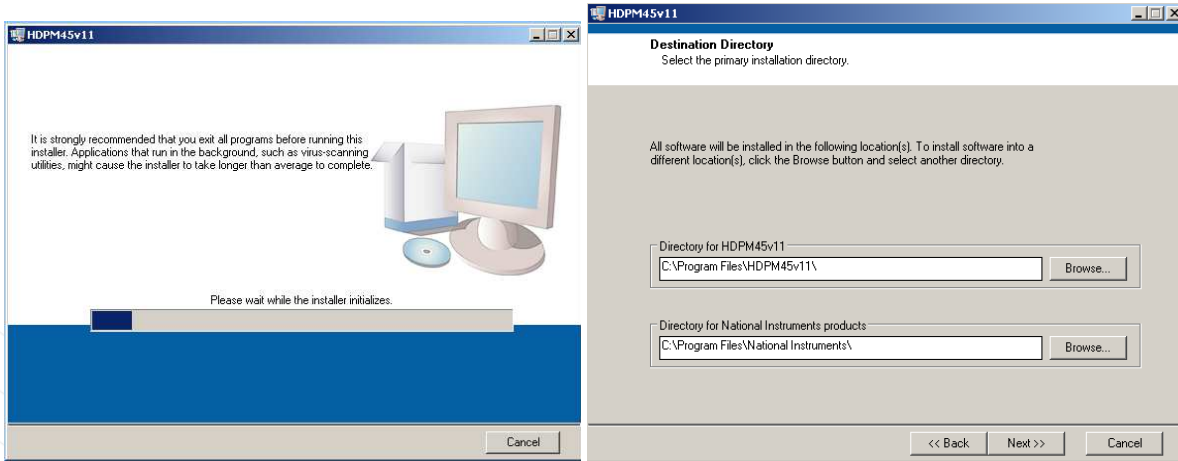 HDPM45v11
It is strongly recommended that you exit all programs before running this
installer. Applications that run in the background, such as virus-scanning
utilities, might cause the installer to take longer than average to complete.
Please wait while the installer initializes.
Cancel
HDPM45v11
Destination Directory
Select the primary installation directory.
All software will be installed in the following location(s). To install software into a
different location(s), click the Browse button and select another directory.
Directory for HDPM45v11
C:\Program Files\HDPM45v11\
Browse...
Directory for National Instruments products
C:\Program Files\National Instruments\
Browse...
<< Back
Next >>
Cancel